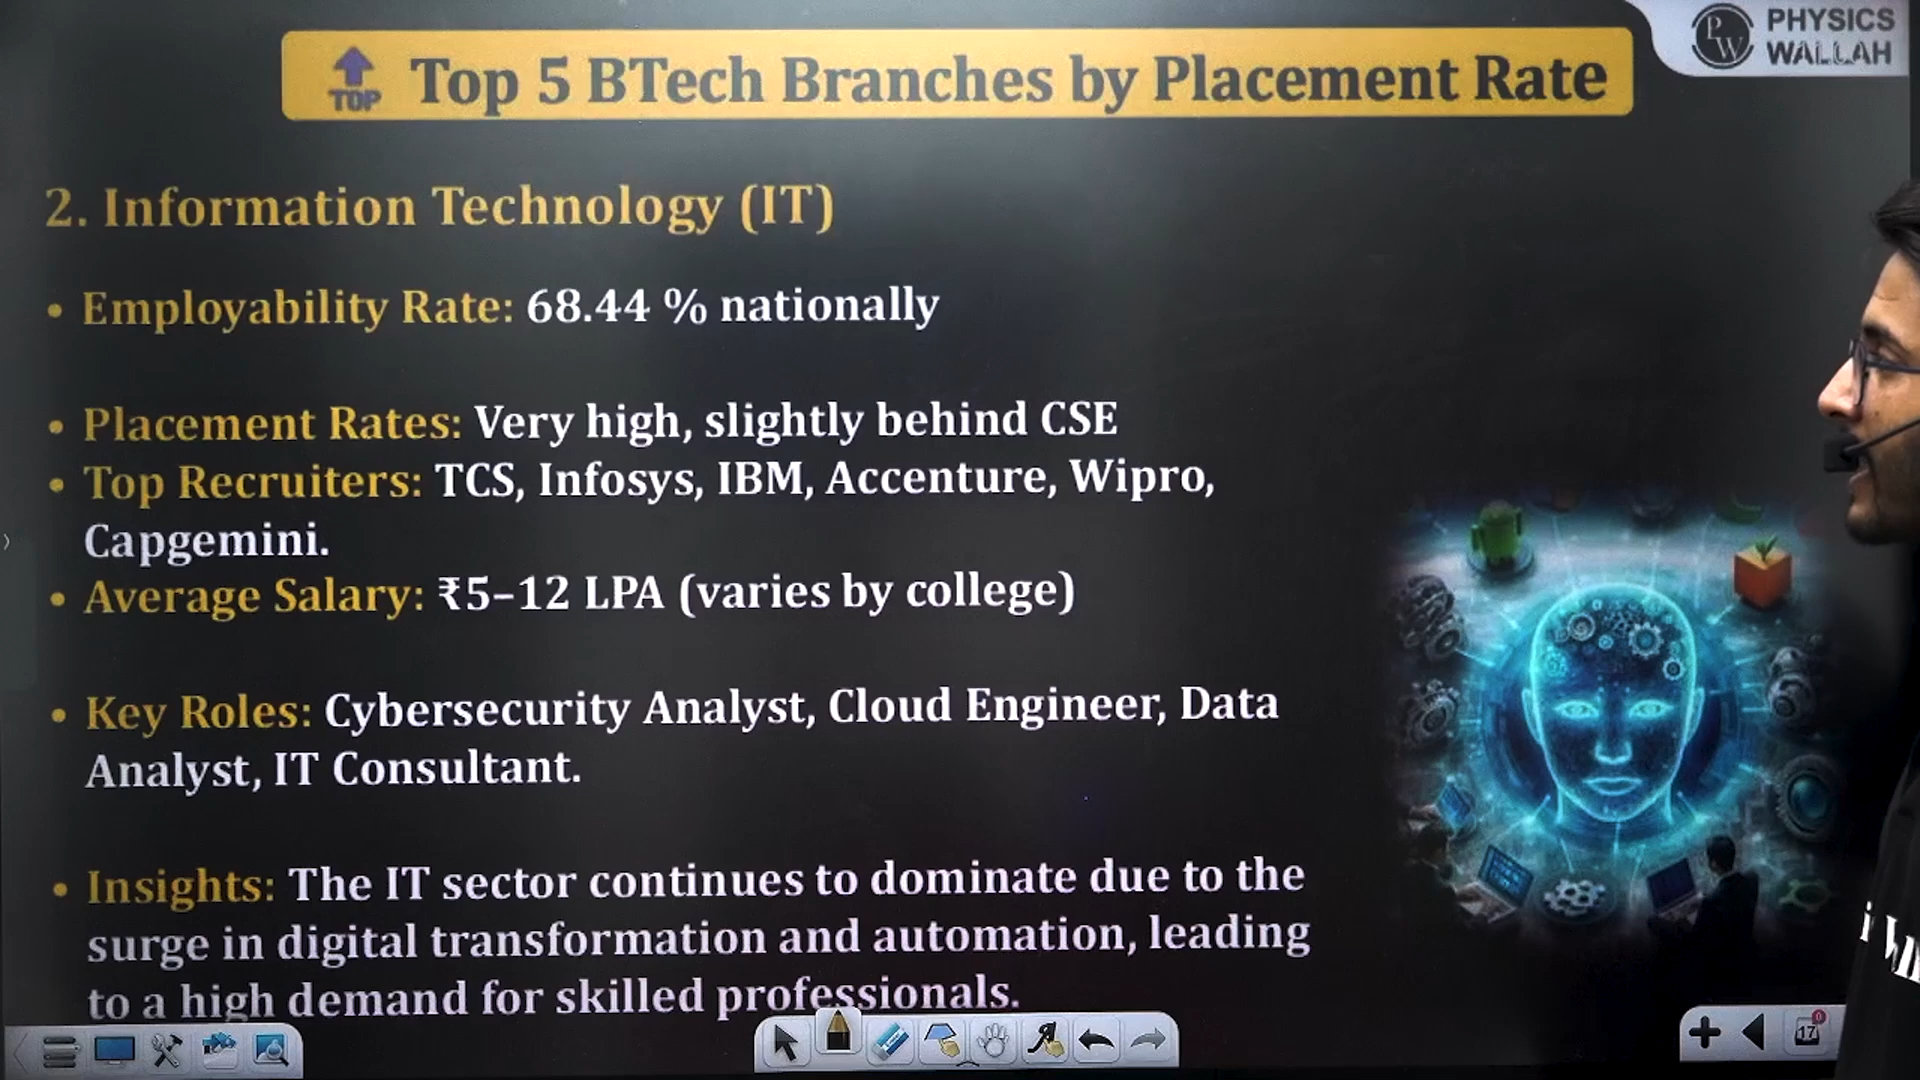 PHYSICS
WALLAH
PW
TOP
Top 5 BTech Branches by Placement Rate
2. Information Technology (IT)
• Employability Rate: 68.44 % nationally
• Placement Rates: Very high, slightly behind CSE
• Top Recruiters: TCS, Infosys, IBM, Accenture, Wipro,
Capgemini.
• Average Salary: ₹5–12 LPA (varies by college)
• Key Roles: Cybersecurity Analyst, Cloud Engineer, Data
Analyst, IT Consultant.
• Insights: The IT sector continues to dominate due to the
surge in digital transformation and automation, leading
to a high demand for skilled professionals.
17
0